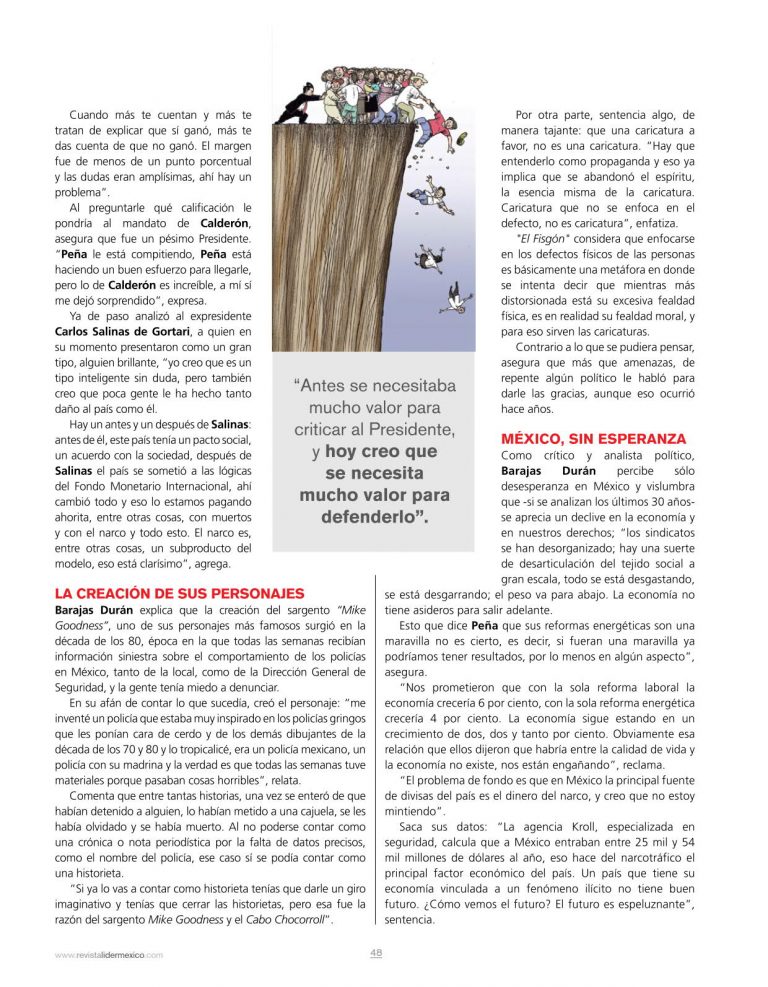 Cuando más te cuentan y más te
tratan de explicar que sí ganó, más te
das cuenta de que no ganó. El margen
fue de menos de un punto porcentual
y las dudas eran amplísimas, ahí hay un
problema”.
Al preguntarle qué calificación le
pondría al mandato de Calderón,
asegura que fue un pésimo Presidente.
“Peña le está compitiendo, Peña está
haciendo un buen esfuerzo para llegarle,
pero lo de Calderón es increíble, a mí sí
me dejó sorprendido”, expresa.
Ya de paso analizó al expresidente
Carlos Salinas de Gortari, a quien en
su momento presentaron como un gran
tipo, alguien brillante, “yo creo que es un
tipo inteligente sin duda, pero también
creo que poca gente le ha hecho tanto
daño al país como él.
Hay un antes y un después de Salinas:
antes de él, este país tenía un pacto social,
un acuerdo con la sociedad, después de
Salinas el país se sometió a las lógicas
del Fondo Monetario Internacional, ahí
cambió todo y eso lo estamos pagando
ahorita, entre otras cosas, con muertos
y con el narco y todo esto. El narco es,
entre otras cosas, un subproducto del
modelo, eso está clarísimo”, agrega.
LA CREACIÓN DE SUS PERSONAJES
Barajas Durán explica que la creación del sargento “Mike
Goodness”, uno de sus personajes más famosos surgió en la
década de los 80, época en la que todas las semanas recibían
información siniestra sobre el comportamiento de los policías
en México, tanto de la local, como de la Dirección General de
Seguridad, y la gente tenía miedo a denunciar.
En su afán de contar lo que sucedía, creó el personaje: “me
inventé un policía que estaba muy inspirado en los policías gringos
que les ponían cara de cerdo y de los demás dibujantes de la
década de los 70 y 80 y lo tropicalicé, era un policía mexicano, un
policía con su madrina y la verdad es que todas las semanas tuve
materiales porque pasaban cosas horribles”, relata.
Comenta que entre tantas historias, una vez se enteró de que
habían detenido a alguien, lo habían metido a una cajuela, se les
había olvidado y se había muerto. Al no poderse contar como
una crónica o nota periodística por la falta de datos precisos,
como el nombre del policía, ese caso sí se podía contar como
una historieta.
“Si ya lo vas a contar como historieta tenías que darle un giro
imaginativo y tenías que cerrar las historietas, pero esa fue la
razón del sargento Mike Goodness y el Cabo Chocorroll”.
“Antes se necesitaba
mucho valor para
criticar al Presidente,
y hoy creo que
se necesita
mucho valor para
defenderlo”.
Por otra parte, sentencia algo, de
manera tajante: que una caricatura a
favor, no es una caricatura. “Hay que
entenderlo como propaganda y eso ya
implica que se abandonó el espíritu,
la esencia misma de la caricatura.
Caricatura que no se enfoca en el
defecto, no es caricatura”, enfatiza.
"El Fisgón" considera que enfocarse
en los defectos físicos de las personas
es básicamente una metáfora en donde
se intenta decir que mientras más
distorsionada está su excesiva fealdad
física, es en realidad su fealdad moral, y
para eso sirven las caricaturas.
Contrario a lo que se pudiera pensar,
asegura que más que amenazas, de
repente algún político le habló para
darle las gracias, aunque eso ocurrió
hace años.
MÉXICO, SIN ESPERANZA
Como crítico y analista político,
Barajas Durán percibe sólo
desesperanza en México y vislumbra
que -si se analizan los últimos 30 años-
se aprecia un declive en la economía y
en nuestros derechos; “los sindicatos
se han desorganizado; hay una suerte
de desarticulación del tejido social a
gran escala, todo se está desgastando,
se está desgarrando; el peso va para abajo. La economía no
tiene asideros para salir adelante.
Esto que dice Peña que sus reformas energéticas son una
maravilla no es cierto, es decir, si fueran una maravilla ya
podríamos tener resultados, por lo menos en algún aspecto”,
asegura.
“Nos prometieron que con la sola reforma laboral la
economía crecería 6 por ciento, con la sola reforma energética
crecería 4 por ciento. La economía sigue estando en un
crecimiento de dos, dos y tanto por ciento. Obviamente esa
relación que ellos dijeron que habría entre la calidad de vida y
la economía no existe, nos están engañando”, reclama.
“El problema de fondo es que en México la principal fuente
de divisas del país es el dinero del narco, y creo que no estoy
mintiendo”.
Saca sus datos: “La agencia Kroll, especializada en
seguridad, calcula que a México entraban entre 25 mil y 54
mil millones de dólares al año, eso hace del narcotráfico el
principal factor económico del país. Un país que tiene su
economía vinculada a un fenómeno ilícito no tiene buen
futuro. ¿Cómo vemos el futuro? El futuro es espeluznante”,
sentencia.
www.revistalidermexico.com
48